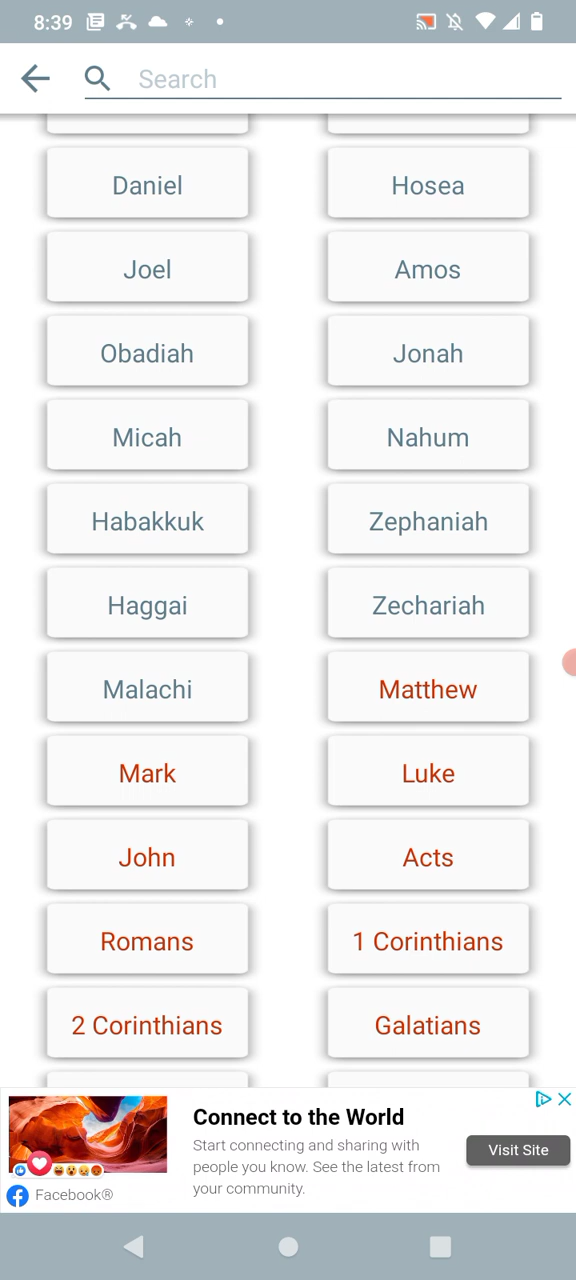 8:39
Search
Daniel
Hosea
Joel
Amos
Obadiah
Jonah
Micah
Nahum
Habakkuk
Zephaniah
Haggai
Zechariah
Malachi
Matthew
Mark
Luke
John
Acts
Romans
1 Corinthians
2 Corinthians
Galatians
Connect to the World
Start connecting and sharing with
people you know. See the latest from
your community.
Visit Site
Facebook®